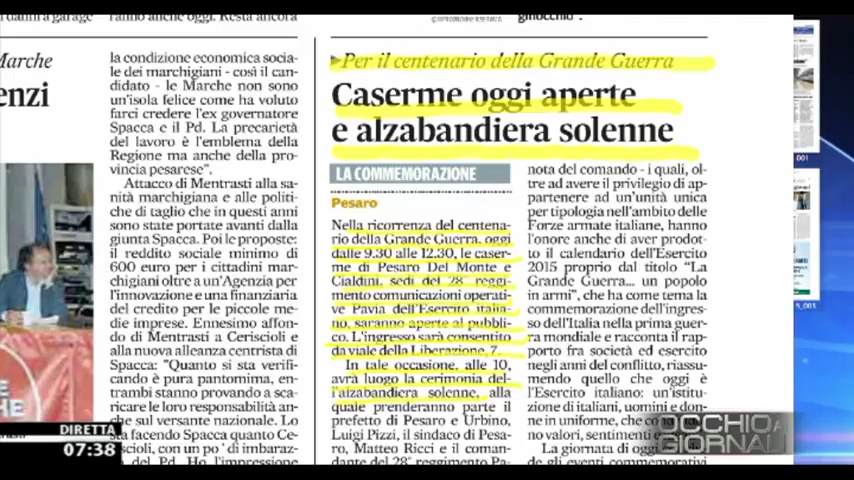 ranno anche oggi. Resta ancora
ginocchio".
Marche
enzi
la condizione economica socia-
le dei marchigiani - così il can-
didato - le Marche non sono
un'isola felice come ha voluto
farci credere l'ex governatore
Spacca e il Pd. La precarietà
del lavoro è l'emblema della
Regione ma anche della pro-
vincia pesarese".
Attacco di Mentrasti alla sa-
nità marchigiana e alle politi-
che di taglio che in questi anni
sono state portate avanti dalla
giunta Spacca. Poi le proposte:
il reddito sociale minimo di
600 euro per i cittadini mar-
chigiani oltre a un'Agenzia per
l'innovazione e una finanziaria
del credito per le piccole me-
die imprese. Ennesimo affon-
do di Mentrasti a Ceriscioli e
alla nuova alleanza centrista di
Spacca: "Quanto si sta verifi-
cando è pura pantomima, en-
trambi stanno provando a sca-
ricare le loro responsabilità an-
che sul versante nazionale. Lo
sta facendo Spacca quanto Ce-
riscioli, con un po' di imbaraz-
del Pd. Ho l'impressione
Per il centenario della Grande Guerra
Caserme oggi aperte
e alzabandiera solenne
LA COMMEMORAZIONE
Pesaro
Nella ricorrenza del centena-
rio della Grande Guerra, oggi
dalle 9.30 alle 12.30, le caser-
me di Pesaro Del Monte e
Cialdini, sedi del 28° reggi-
mento comunicazioni operati-
ve Pavia dell'Esercito italia-
no, saranno aperte al pubbli-
co. L'ingresso sarà consentito
da viale della Liberazione, 7.
In tale occasione, alle 10,
avrà luogo la cerimonia del-
l'alzabandiera solenne, alla
quale prenderanno parte il
prefetto di Pesaro e Urbino,
Luigi Pizzi, il sindaco di Pesa-
ro, Matteo Ricci e il coman-
dante del 28° reggimento Pa-
nota del comando - i quali, ol-
tre ad avere il privilegio di ap-
partenere ad un'unità unica
per tipologia nell'ambito delle
Forze armate italiane, hanno
l'onore anche di aver prodot-
to il calendario dell'Esercito
2015 proprio dal titolo "La
Grande Guerra... un popolo
in armi", che ha come tema la
commemorazione dell'ingres-
so dell'Italia nella prima guer-
ra mondiale e racconta il rap-
porto fra società ed esercito
negli anni del conflitto, riassu-
mendo quello che oggi è
l'Esercito italiano: un'istitu-
zione di italiani, uomini e don-
ne in uniforme, che
no valori, sentimenti e
La giornata di oggi
de gli eventi commemorativi
DIRETTA
07:38
OCCHIO AI
GIORNALI